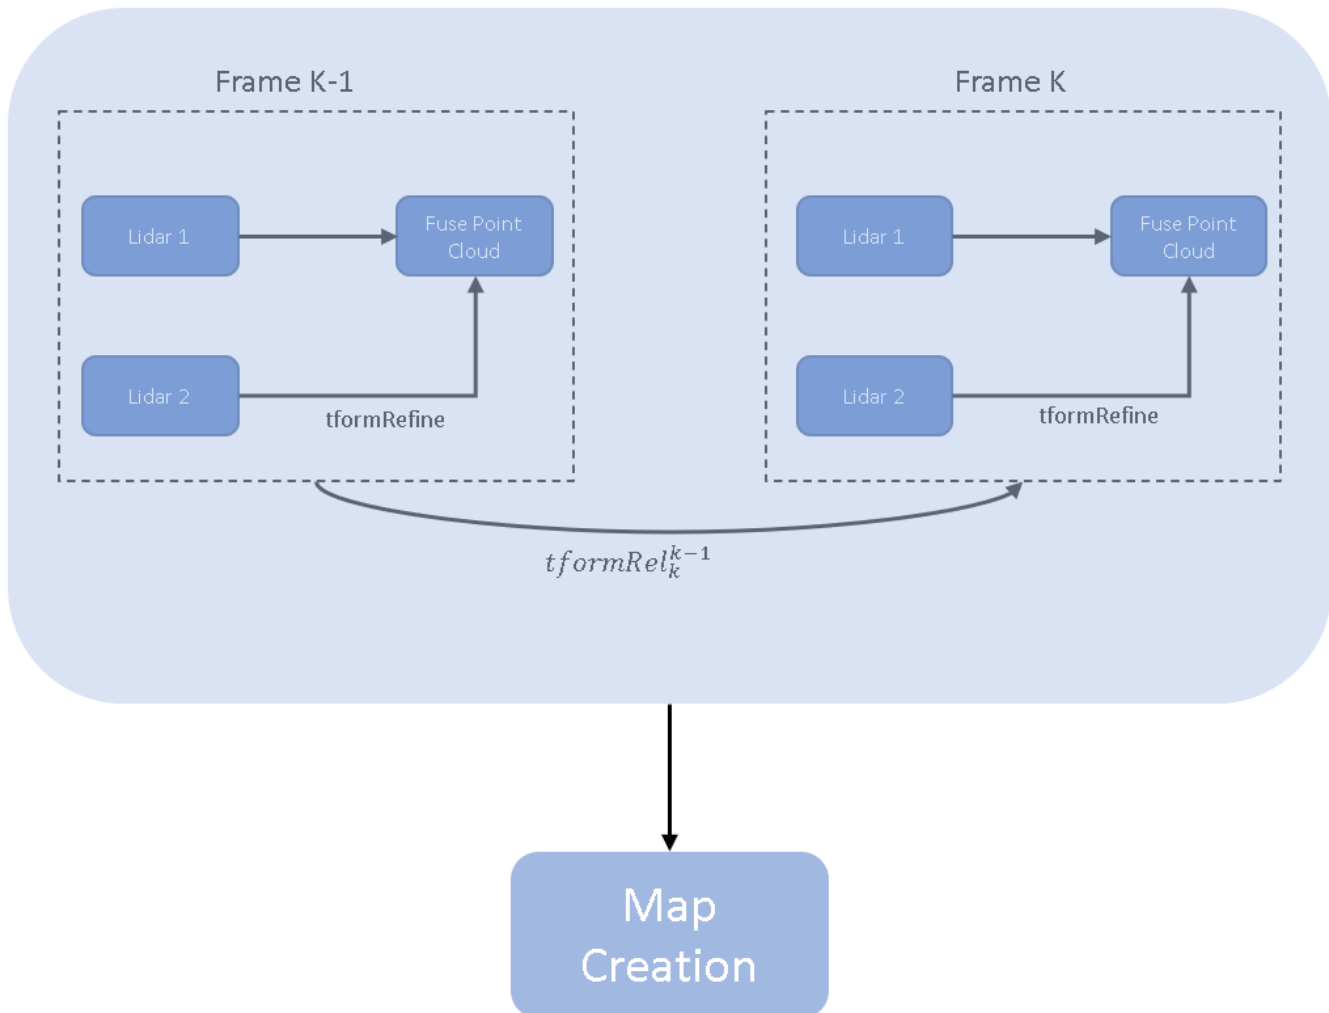 Frame K-1
Frame K
Lidar 1
Fuse Point
Cloud
Lidar 2
tformRefine
Lidar 1
Fuse Point
Cloud
Lidar 2
tformRefine
tformRel_k^{k-1}
Map
Creation